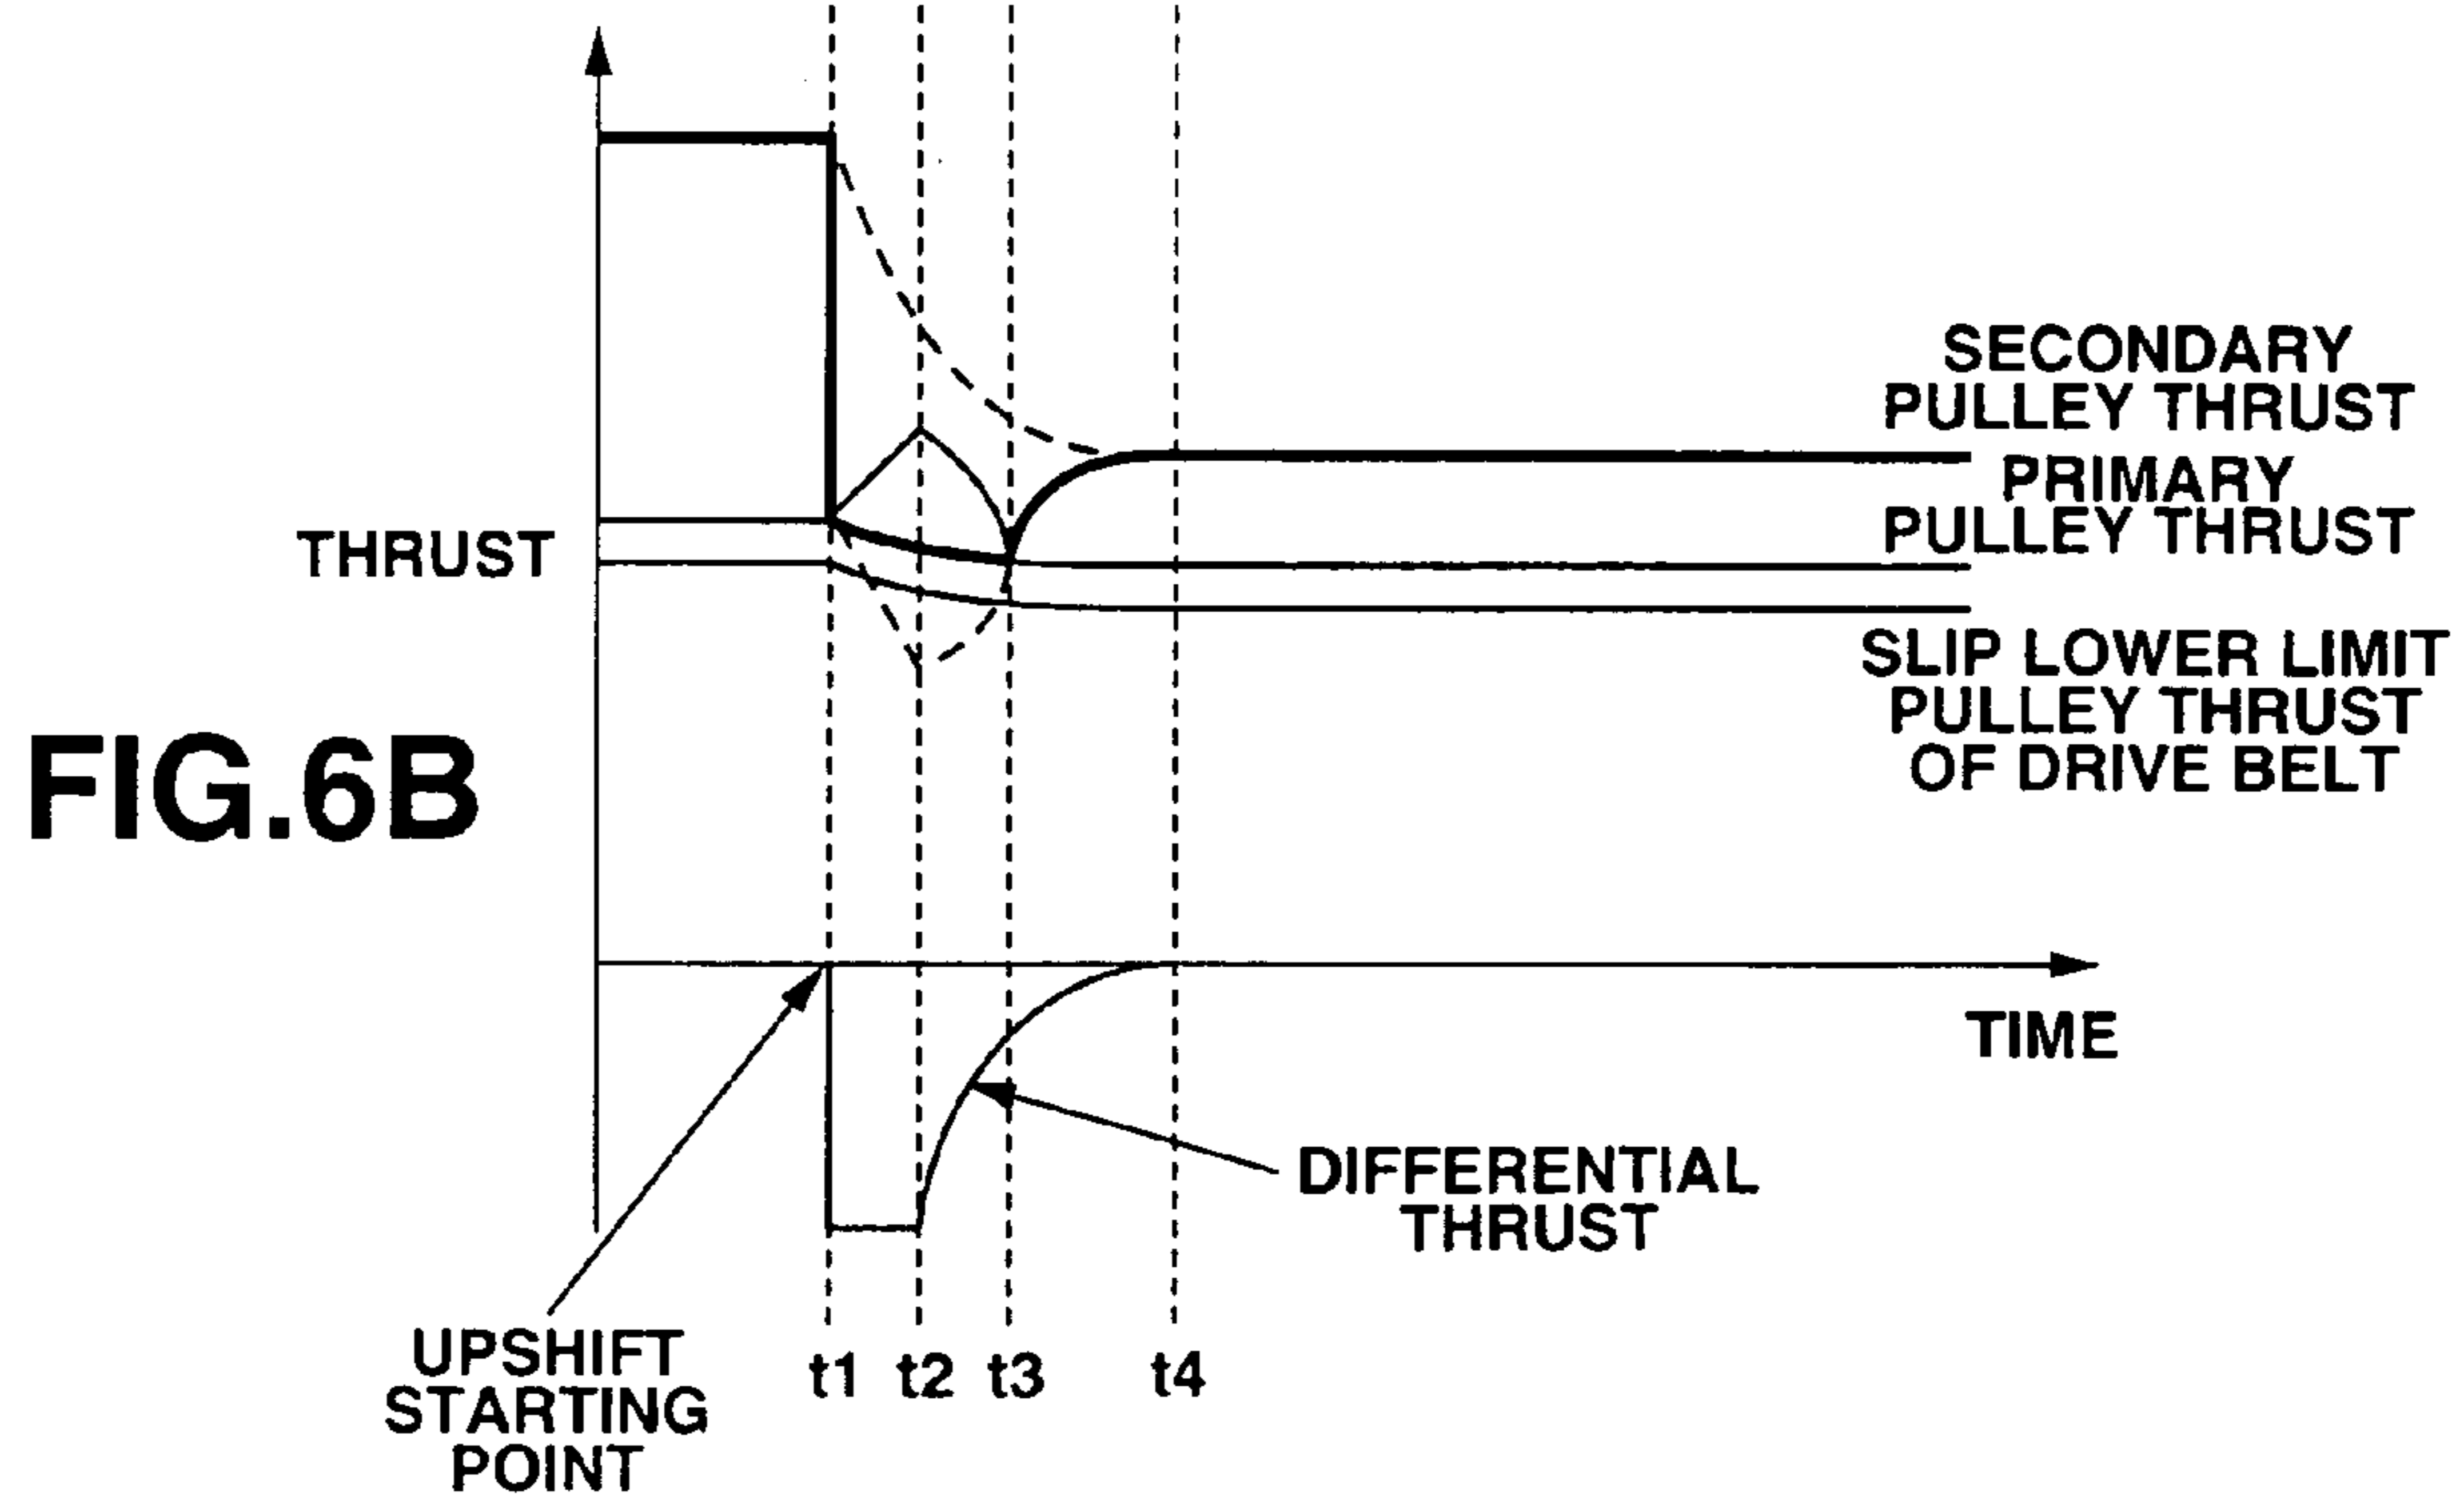 SECONDARY
PULLEY THRUST
PRIMARY
PULLEY THRUST
THRUST
SLIP LOWER LIMIT
PULLEY THRUST
OF DRIVE BELT
FIG.6B
TIME
DIFFERENTIAL
THRUST
UPSHIFT
STARTING
POINT
t1 t2 t3 t4